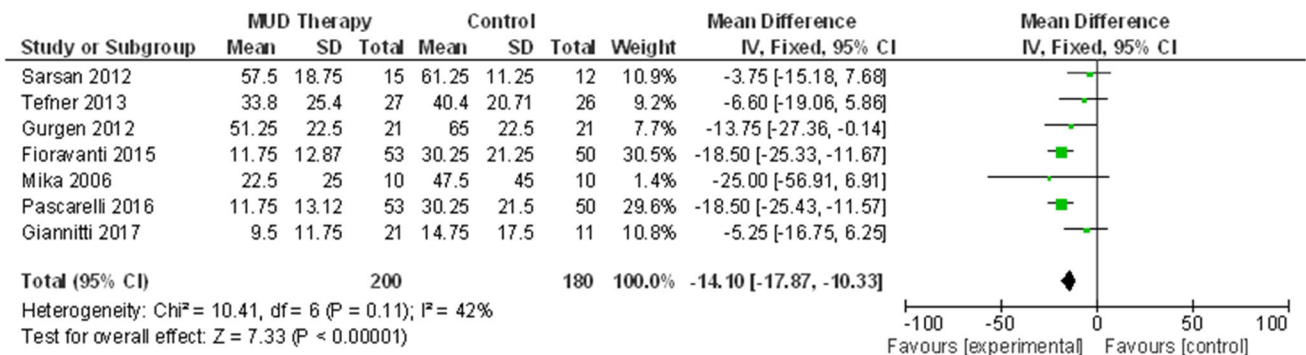 MUD Therapy Control Mean Difference Mean Difference
Study or Subgroup Mean SD Total Mean SD Total Weight IV, Fixed, 95% CI IV, Fixed, 95% CI
Sarsan 2012 57.5 18.75 15 61.25 11.25 12 10.9% -3.75 [-15.18, 7.68]
Tefner 2013 33.8 25.4 27 40.4 20.71 26 9.2% -6.60 [-19.06, 5.86]
Gurgen 2012 51.25 22.5 21 65 22.5 21 7.7% -13.75 [-27.36, -0.14]
Fioravanti 2015 11.75 12.87 53 30.25 21.25 50 30.5% -18.50 [-25.33, -11.67]
Mika 2006 22.5 25 10 47.5 45 10 1.4% -25.00 [-56.91, 6.91]
Pascarelli 2016 11.75 13.12 53 30.25 21.5 50 29.6% -18.50 [-25.43, -11.57]
Giannitti 2017 9.5 11.75 21 14.75 17.5 11 10.8% -5.25 [-16.75, 6.25]
Total (95% CI) 200 180 100.0% -14.10 [-17.87, -10.33]
Heterogeneity: Chi² = 10.41, df = 6 (P = 0.11); I² = 42%
Test for overall effect: Z = 7.33 (P < 0.00001)
-100 -50 0 50 100
Favours [experimental] Favours [control]